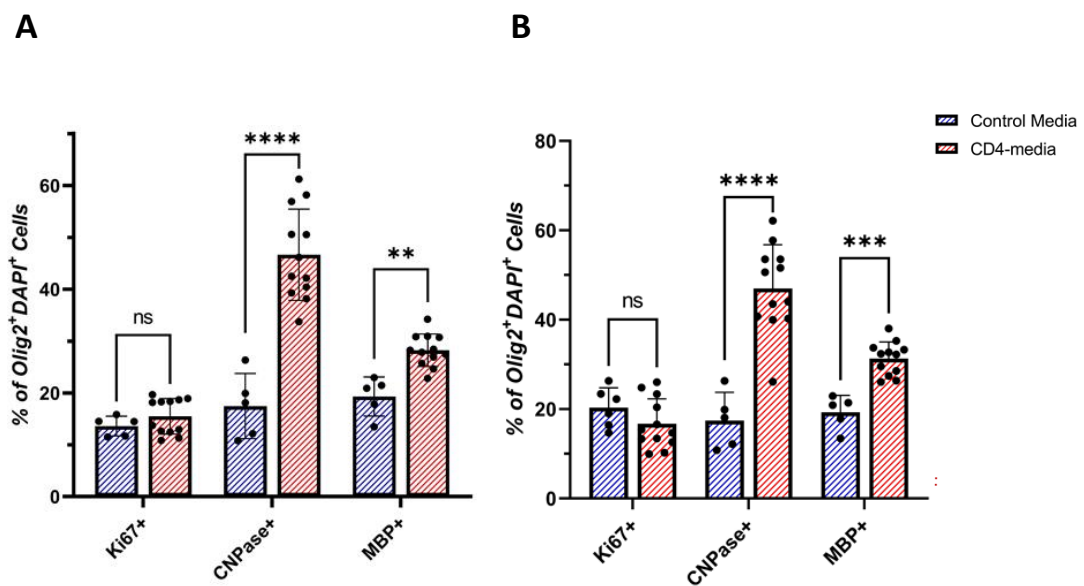 A
B
Control Media
CD4-media
% of Olig2⁺DAPI⁺ Cells
60
40
20
0
ns
****
**
Ki67+
CNPase+
MBP+
% of Olig2⁺DAPI⁺ Cells
80
60
40
20
0
ns
****
***
Ki67+
CNPase+
MBP+
: